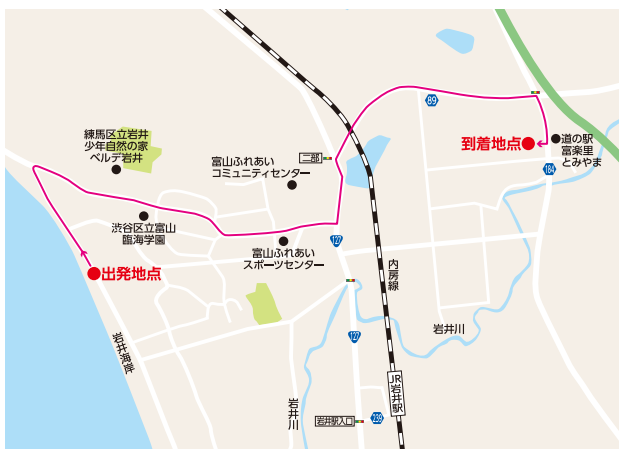 89
練馬区立岩井
少年自然の家
ベルデ岩井
富山ふれあい
コミュニティセンター
二部
到着地点
道の駅
富楽里
とみやま
184
渋谷区立富山
臨海学園
富山ふれあい
スポーツセンター
127
出発地点
内房線
岩井海岸
127
岩井川
JR岩井駅
岩井川
岩井駅入口
239